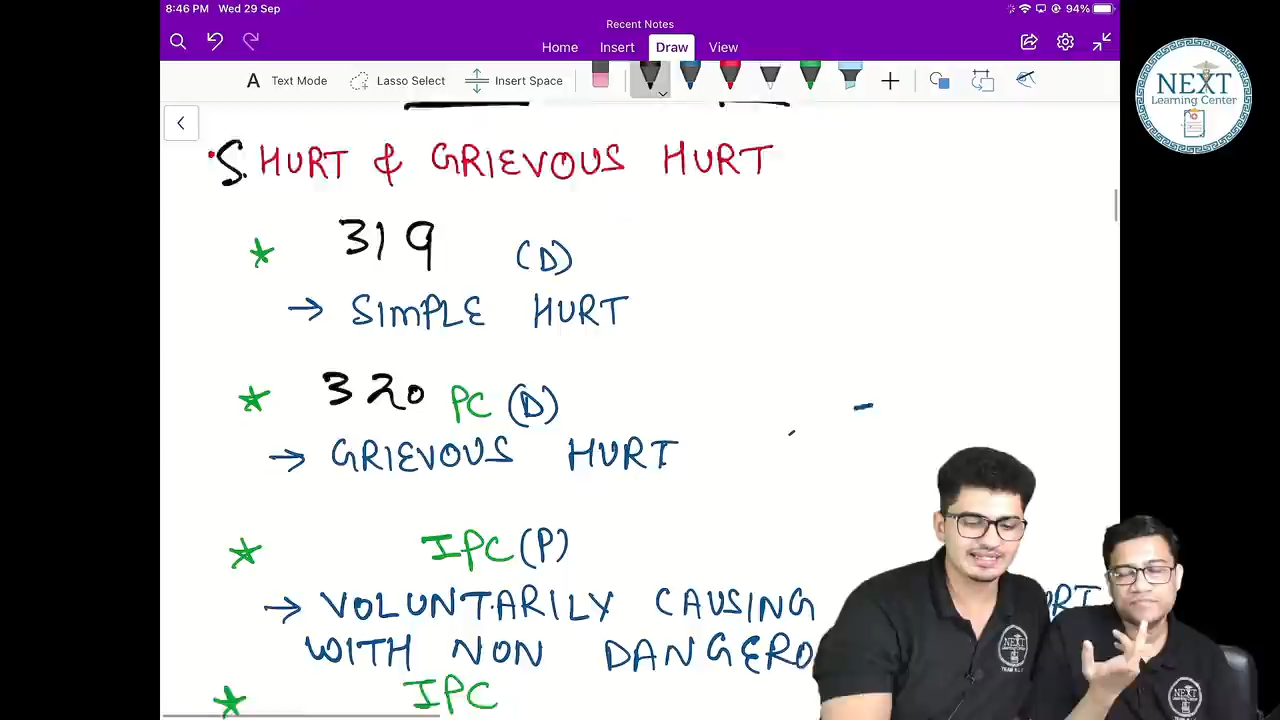 8:46 PM Wed 29 Sep
94%
Recent Notes
Home Insert Draw View
Text Mode Lasso Select Insert Space
NEXT
Learning Center
S. HURT & GRIEVOUS HURT
319 (D)
→ SIMPLE HURT
320 PC (D)
→ GRIEVOUS HURT
IPC (P)
→ VOLUNTARILY CAUSING
WITH NON DANGERO
IPC
NEXT
NEXT